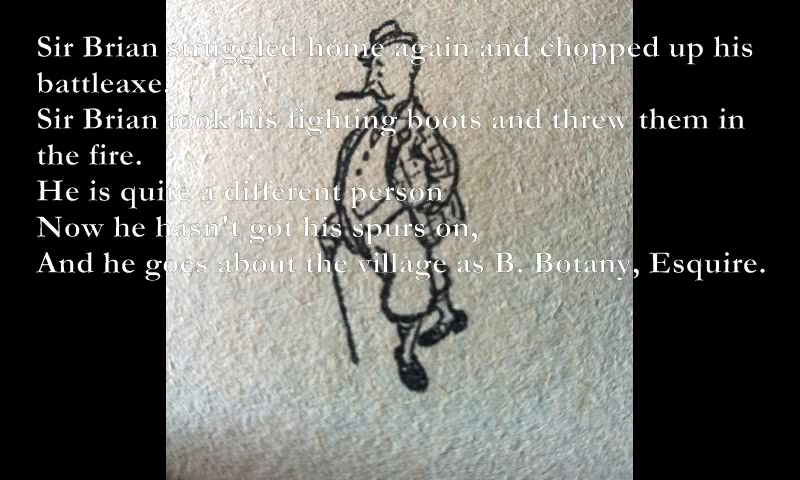 Sir Brian struggled home again and chopped up his
battleaxe.
Sir Brian took his fighting boots and threw them in
the fire.
He is quite a different person
Now he hasn't got his spurs on,
And he goes about the village as B. Botany, Esquire.